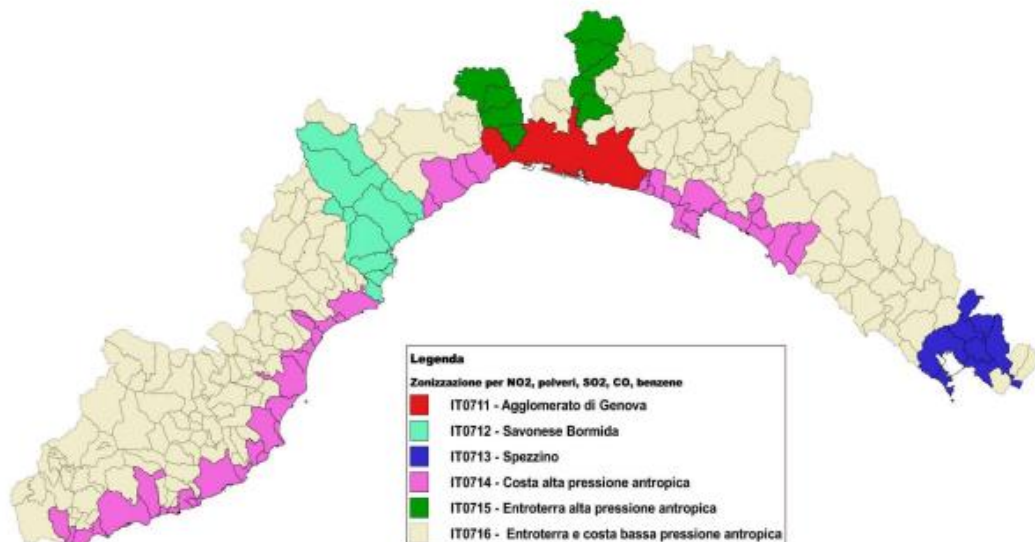 Legenda
Zonizzazione per NO2, polveri, SO2, CO, benzene
IT0711 - Agglomerato di Genova
IT0712 - Savonese Bormida
IT0713 - Spezzino
IT0714 - Costa alta pressione antropica
IT0715 - Entroterra alta pressione antropica
IT0716 - Entroterra e costa bassa pressione antropica